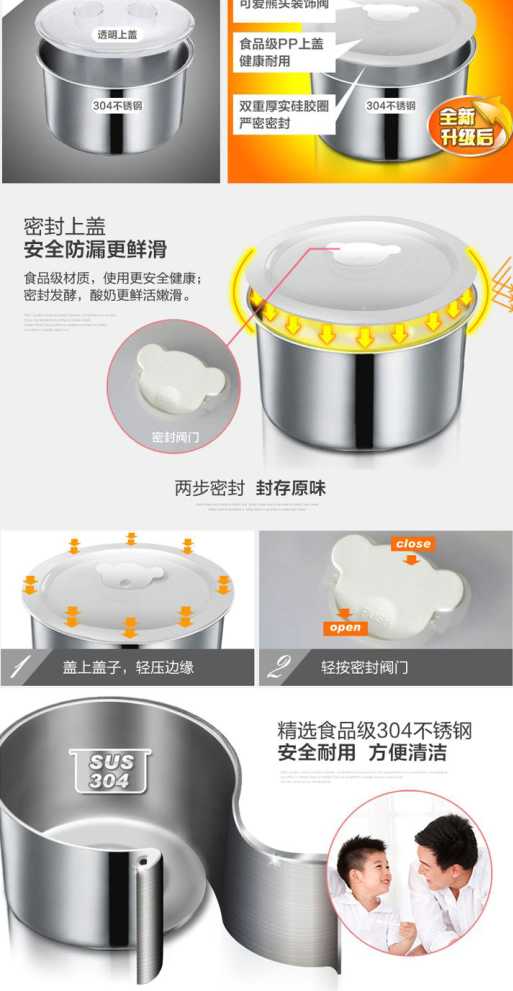 透明上盖
304不锈钢
可爱熊头装饰阀
食品级PP上盖
健康耐用
双重厚实硅胶圈
严密密封
304不锈钢
全新
升级后
密封上盖
安全防漏更鲜滑
食品级材质，使用更安全健康；
密封发酵，酸奶更鲜活嫩滑。
密封阀门
两步密封 封存原味
close
open
1 盖上盖子，轻压边缘
2 轻按密封阀门
精选食品级304不锈钢
安全耐用 方便清洁
SUS
304